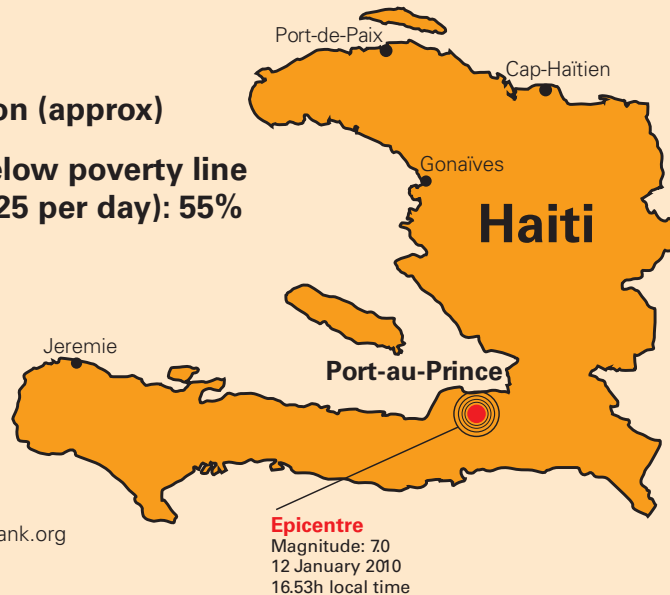 Port-de-Paix
Cap-Haïtien
on (approx)
elow poverty line
25 per day): 55%
Gonaïves
Haiti
Jeremie
Port-au-Prince
ank.org
Epicentre
Magnitude: 7.0
12 January 2010
16.53h local time